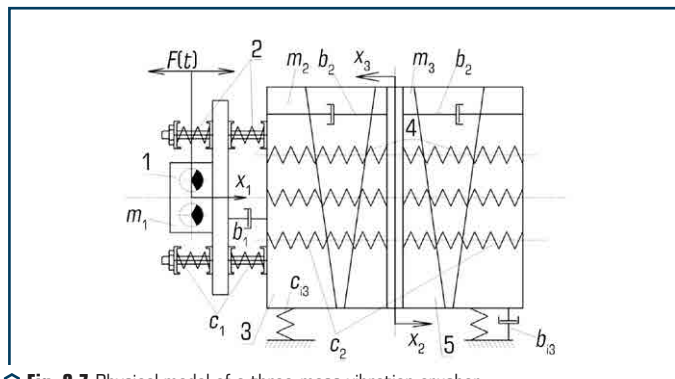 F(t)
2
m2 b2
x3
m3
b2
4
1
x1
m1
b1
ci3
c1
3
c2
x2
5
bi3
Fig. 8.7 Physical model of a three-mass vibration crusher